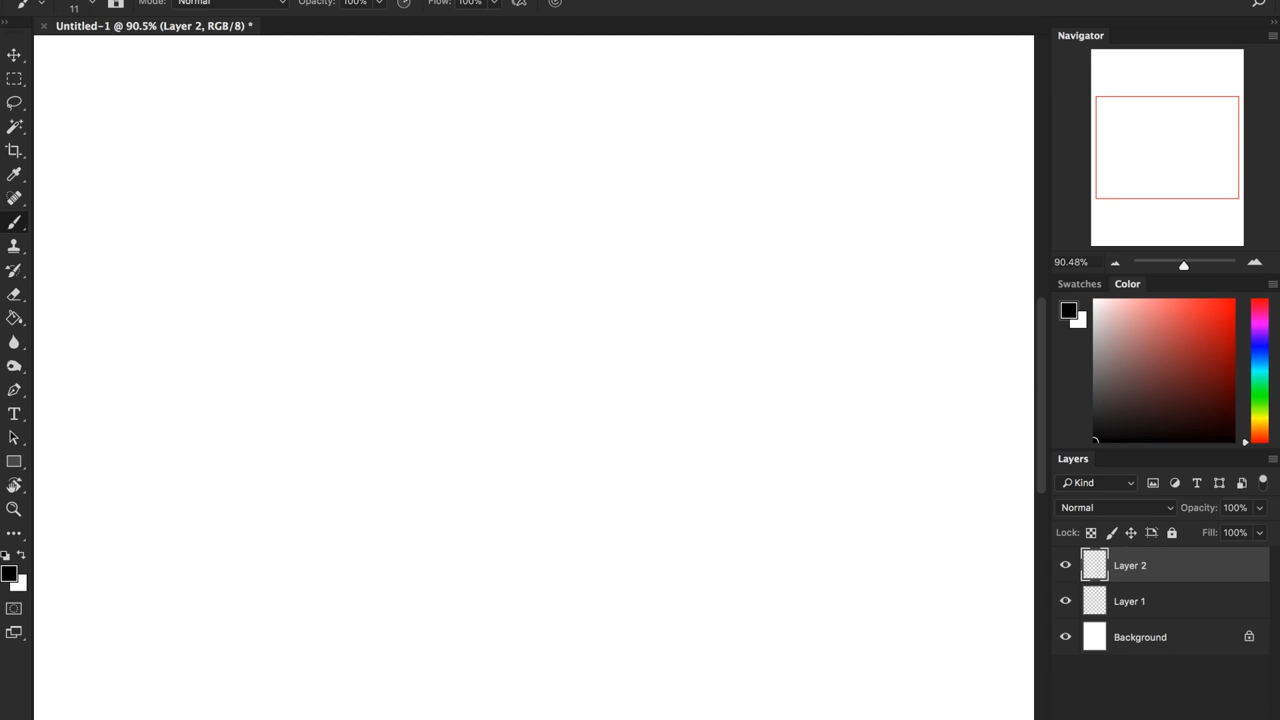 11 Mode: Normal Opacity: 100% Flow: 100%
Untitled-1 @ 90.5% (Layer 2, RGB/8) *
Navigator
90.48%
Swatches Color
Layers
Kind
Normal Opacity: 100%
Lock: Fill: 100%
Layer 2
Layer 1
Background